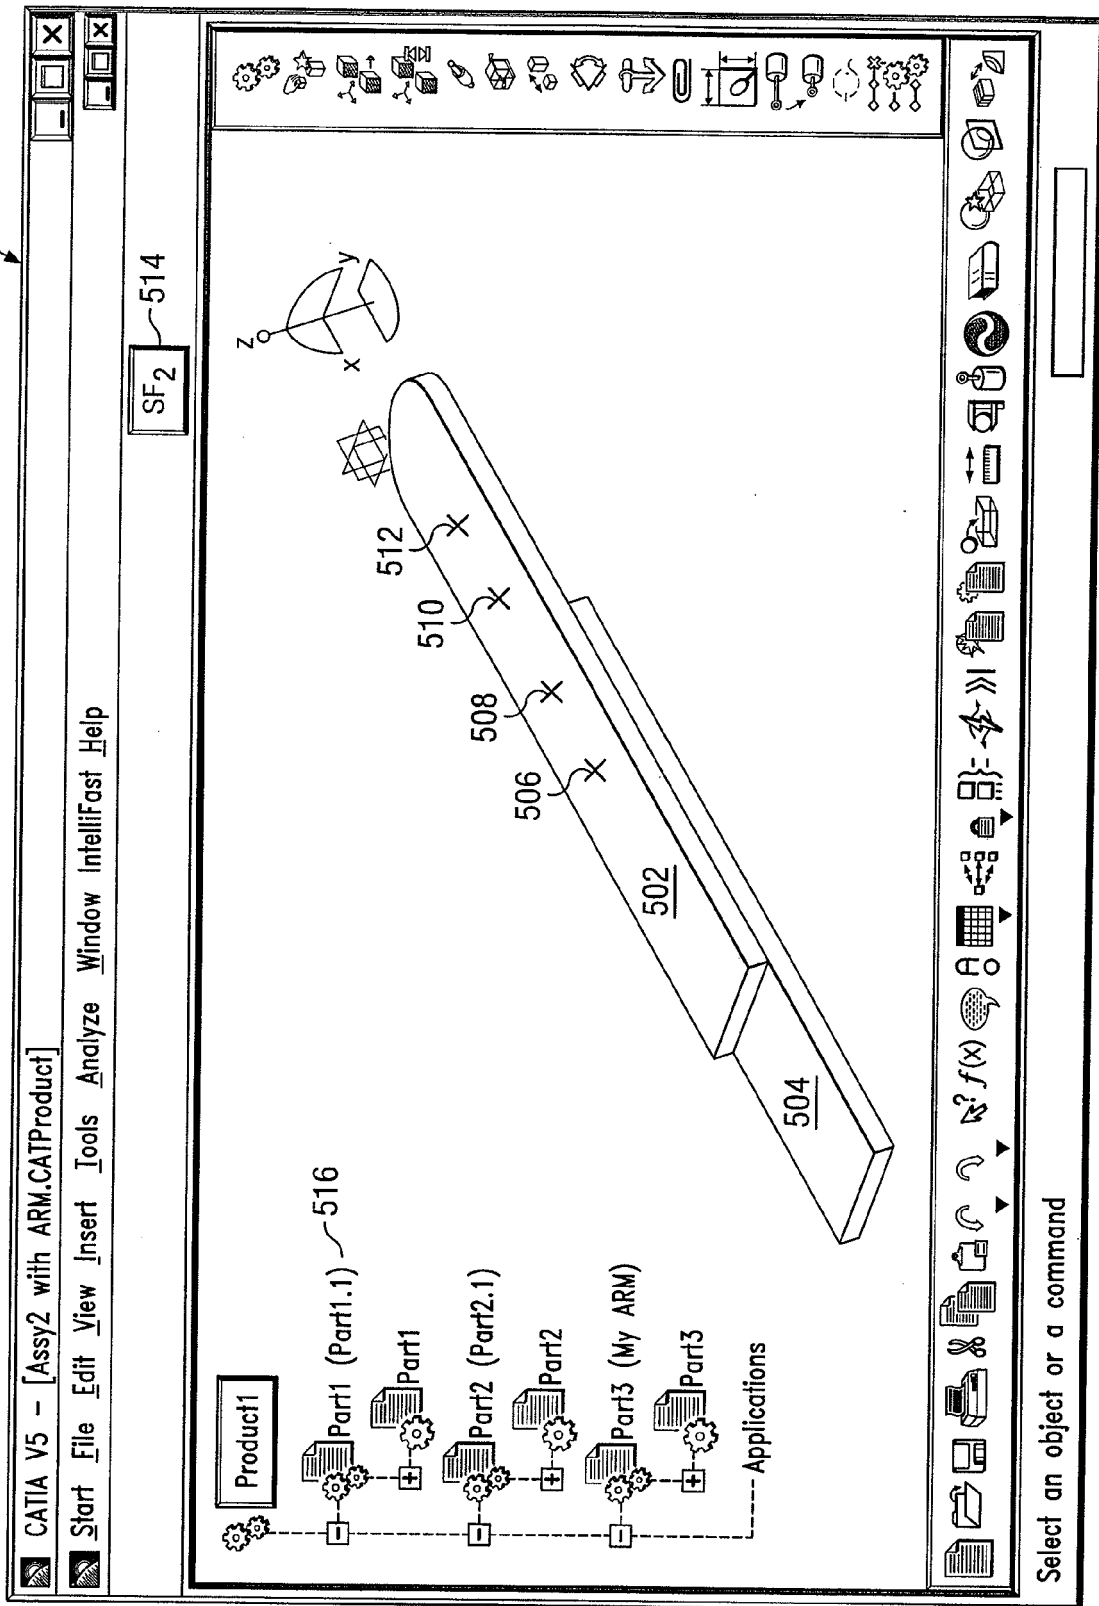 CATIA V5 – [Assy2 with ARM.CATProduct]
Start File Edit View Insert Tools Analyze Window IntelliFast Help
SF2 514
Product1
Part1 (Part1.1) 516
Part1
Part2 (Part2.1)
Part2
Part3 (My ARM)
Part3
Applications
z
x
y
512
510
508
506
502
504
? f(x)
Select an object or a command